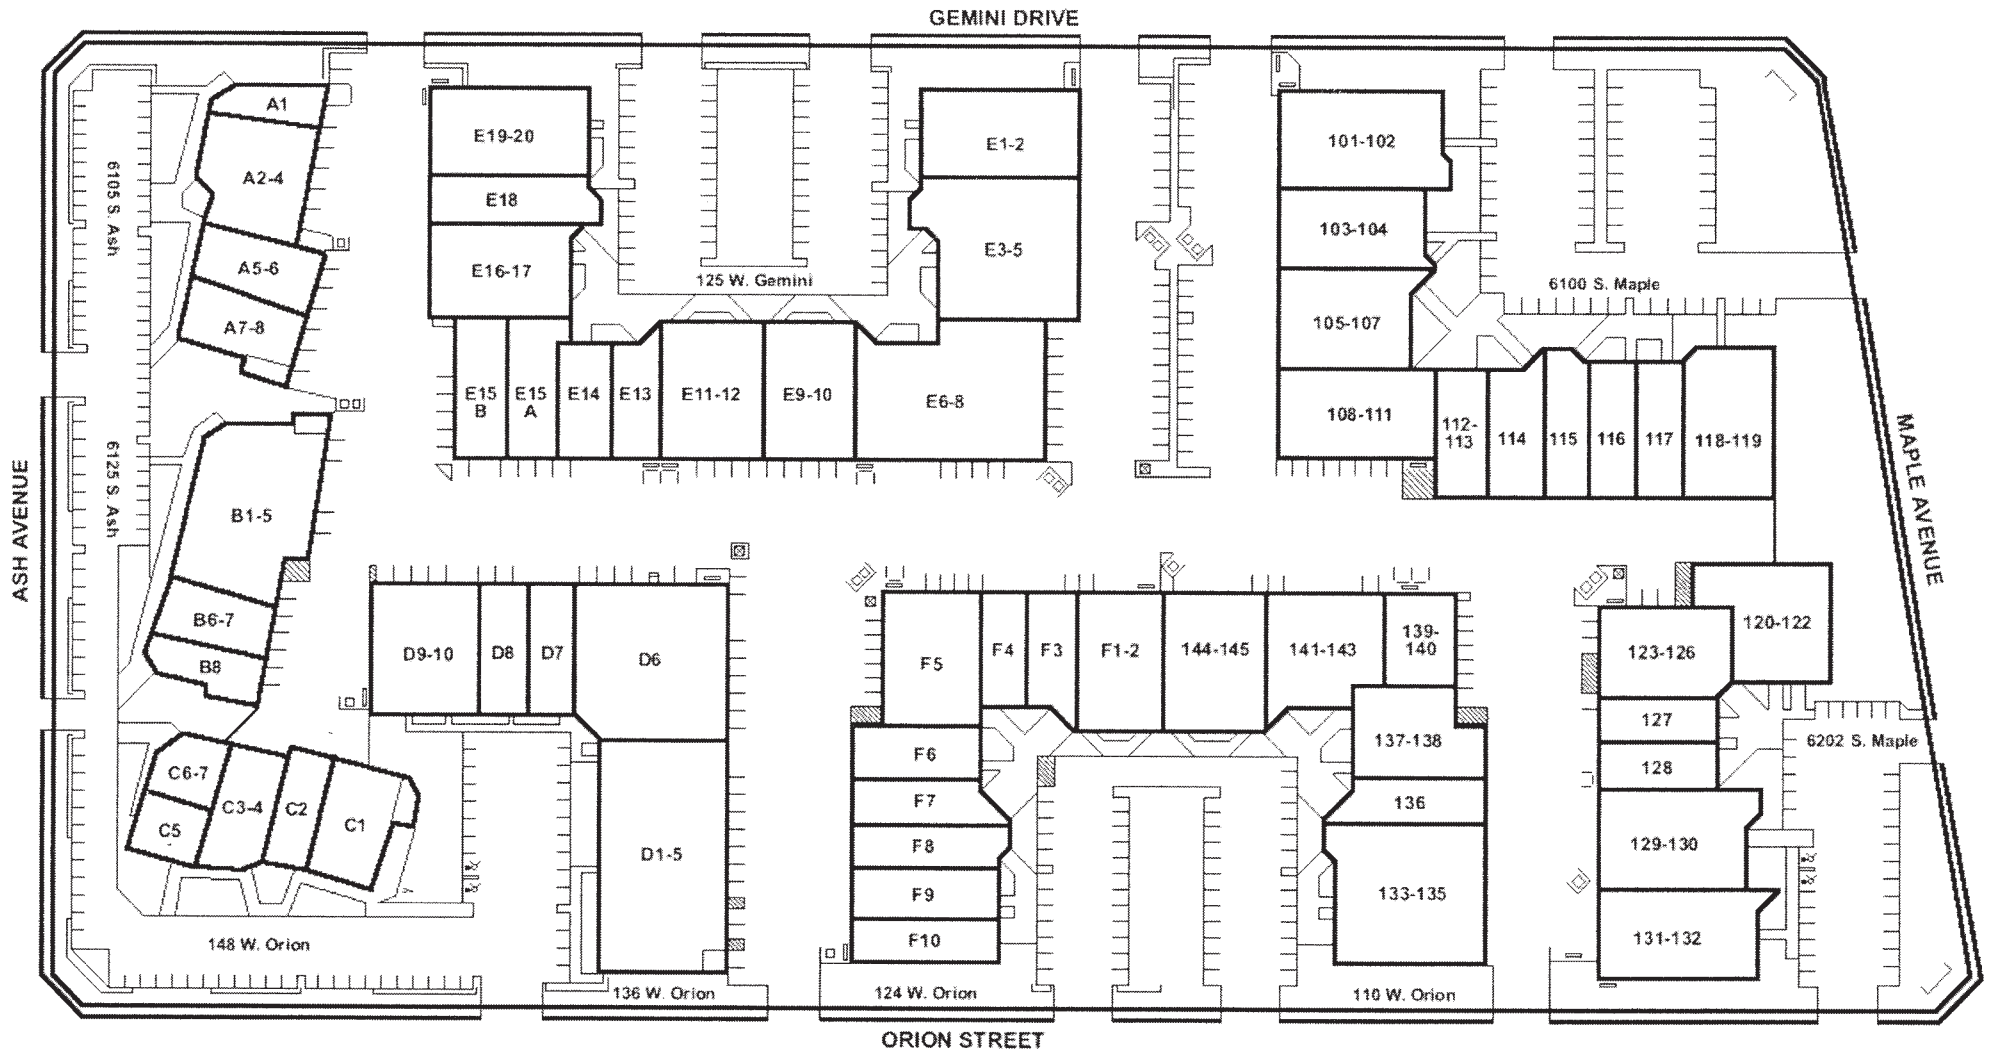 GEMINI DRIVE
A1
A2-4
A5-6
A7-8
6105 S. Ash
6125 S. Ash
ASH AVENUE
B1-5
B6-7
B8
C6-7
C5
C3-4
C2
C1
148 W. Orion
E19-20
E18
E16-17
E15
B
E15
A
E14
E13
E11-12
E9-10
E6-8
E3-5
E1-2
125 W. Gemini
D9-10
D8
D7
D6
D1-5
136 W. Orion
101-102
103-104
105-107
108-111
112-
113
114
115
116
117
118-119
6100 S. Maple
MAPLE AVENUE
F5
F4
F3
F1-2
144-145
141-143
139-
140
137-138
136
133-135
F6
F7
F8
F9
F10
124 W. Orion
110 W. Orion
120-122
123-126
127
128
129-130
131-132
6202 S. Maple
ORION STREET